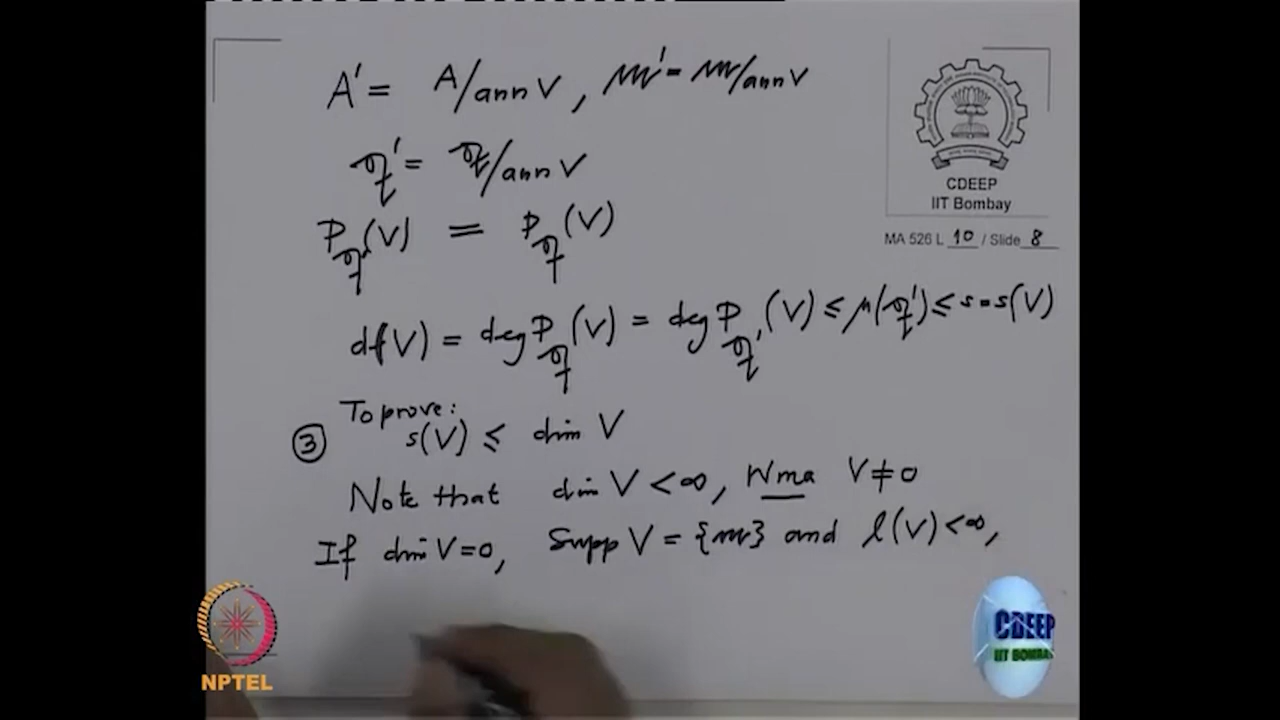 A' = A/ann V, 𝔪' = 𝔪/ann V
𝔮' = 𝔮/ann V
P_𝔮'(V) = P_𝔮(V)
d(V) = deg P_𝔮(V) = deg P_𝔮'(V) ≤ μ(𝔮') ≤ s = s(V)
To prove:
③ s(V) ≤ dim V
Note that dim V < ∞, Wma V ≠ 0
If dim V = 0, Supp V = {𝔪} and l(V) < ∞,
CDEEP
IIT Bombay
MA 526 L 10 / Slide 8
NPTEL
CDEEP
IIT BOMBAY